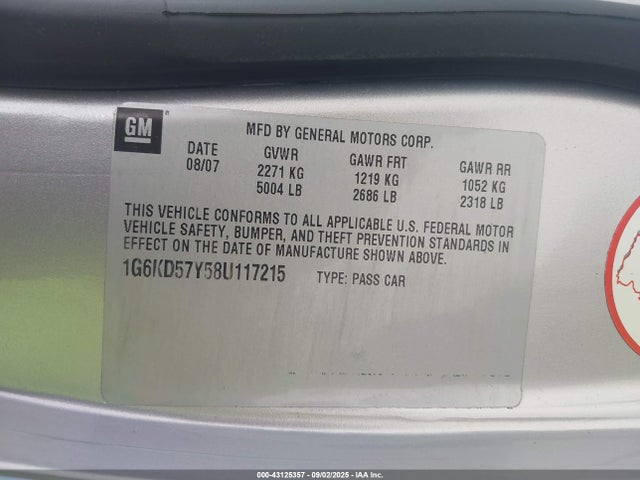 GM
MFD BY GENERAL MOTORS CORP.
DATE GVWR GAWR FRT GAWR RR
08/07 2271 KG 1219 KG 1052 KG
5004 LB 2686 LB 2318 LB
THIS VEHICLE CONFORMS TO ALL APPLICABLE U.S. FEDERAL MOTOR
VEHICLE SAFETY, BUMPER, AND THEFT PREVENTION STANDARDS IN
EFFECT ON THE DATE OF MANUFACTURE SHOWN ABOVE.
1G6KD57Y58U117215 TYPE: PASS CAR
000-43125357 - 09/02/2025 - IAA Inc.